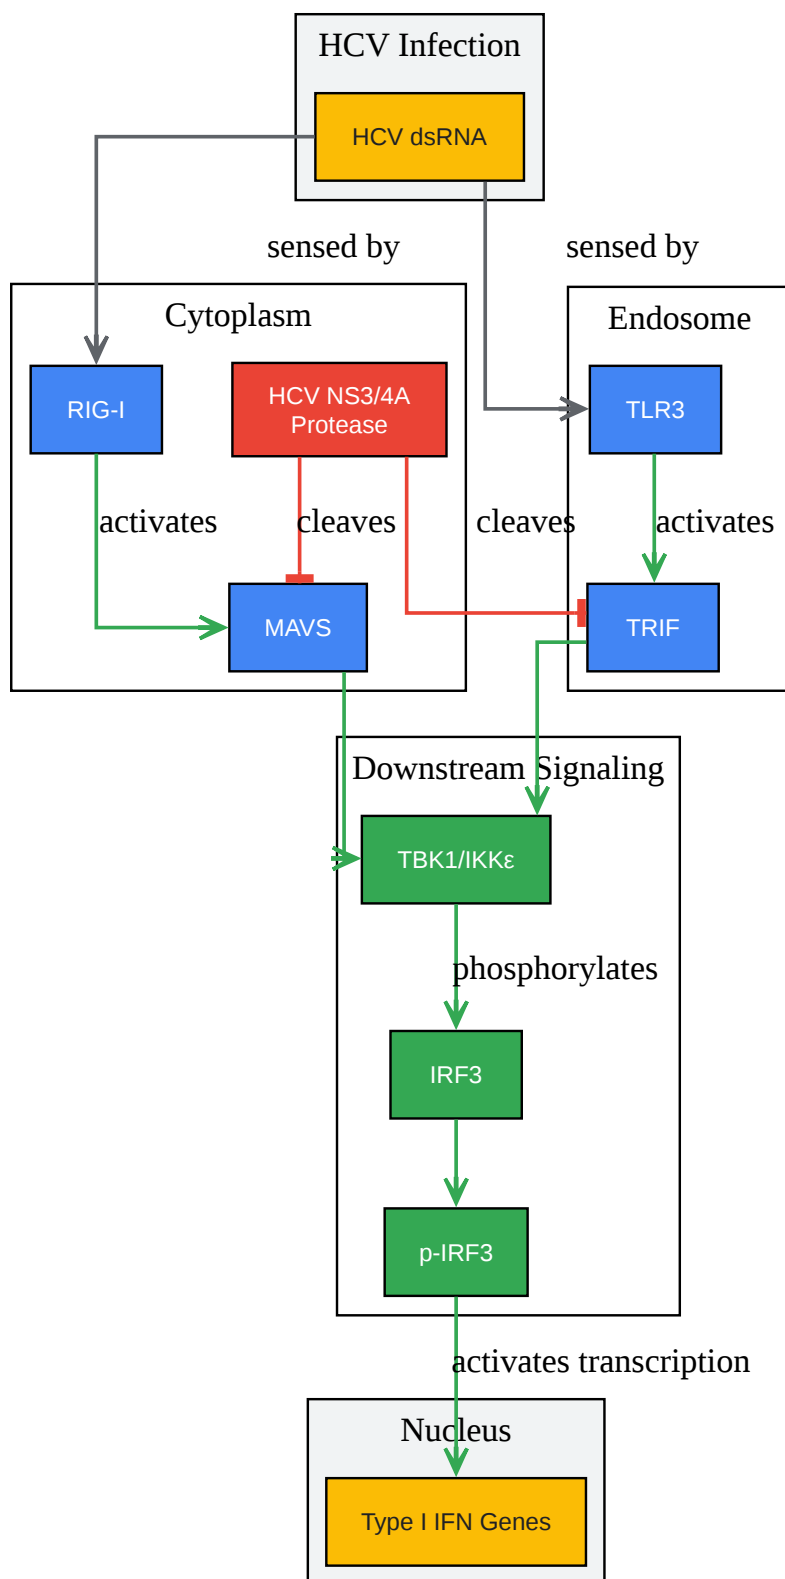 HCV Infection
HCV dsRNA
sensed by
sensed by
Cytoplasm
Endosome
RIG-I
HCV NS3/4A
Protease
TLR3
activates
cleaves
cleaves
activates
MAVS
TRIF
Downstream Signaling
TBK1/IKKε
phosphorylates
IRF3
p-IRF3
activates transcription
Nucleus
Type I IFN Genes